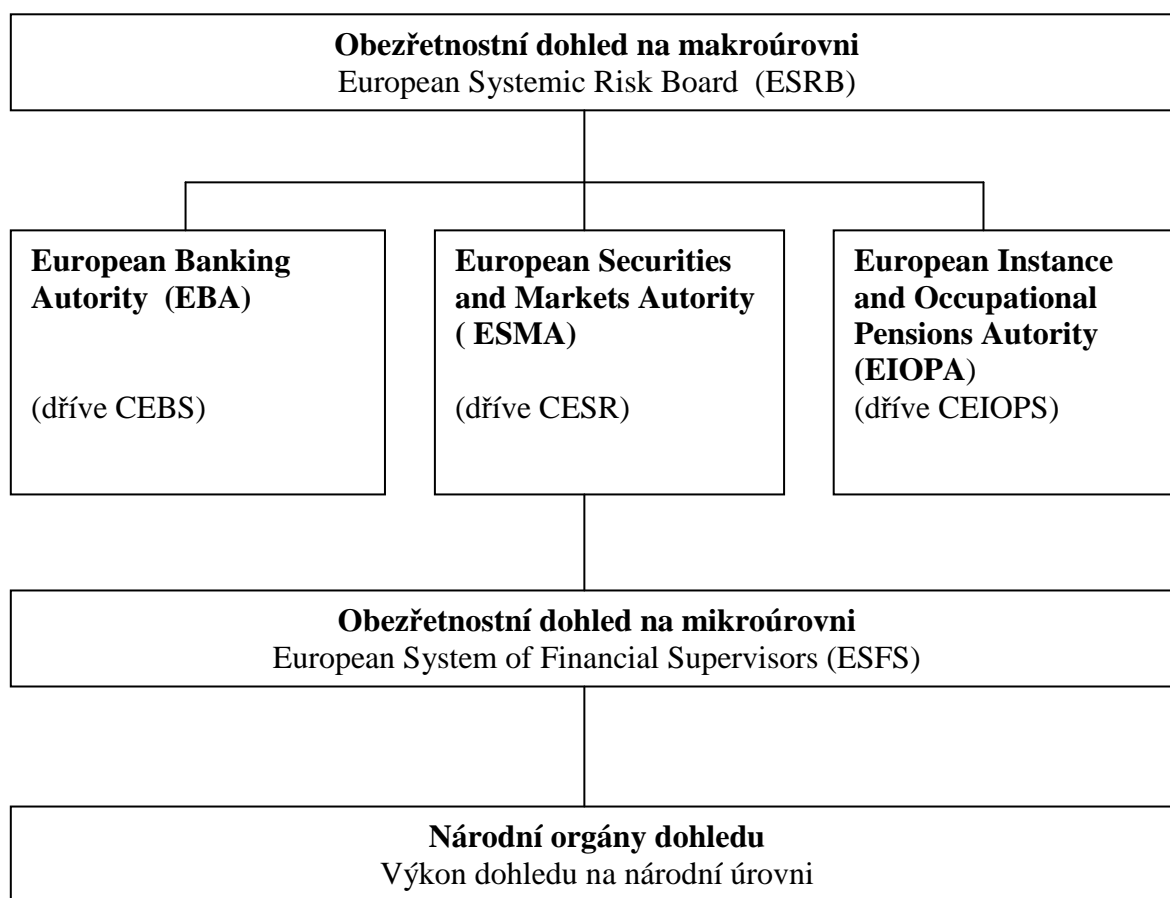 Obezřetnostní dohled na makroúrovni
European Systemic Risk Board (ESRB)
European Banking
Autority (EBA)
(dříve CEBS)
European Securities
and Markets Autority
( ESMA)
(dříve CESR)
European Instance
and Occupational
Pensions Autority
(EIOPA)
(dříve CEIOPS)
Obezřetnostní dohled na mikroúrovni
European System of Financial Supervisors (ESFS)
Národní orgány dohledu
Výkon dohledu na národní úrovni